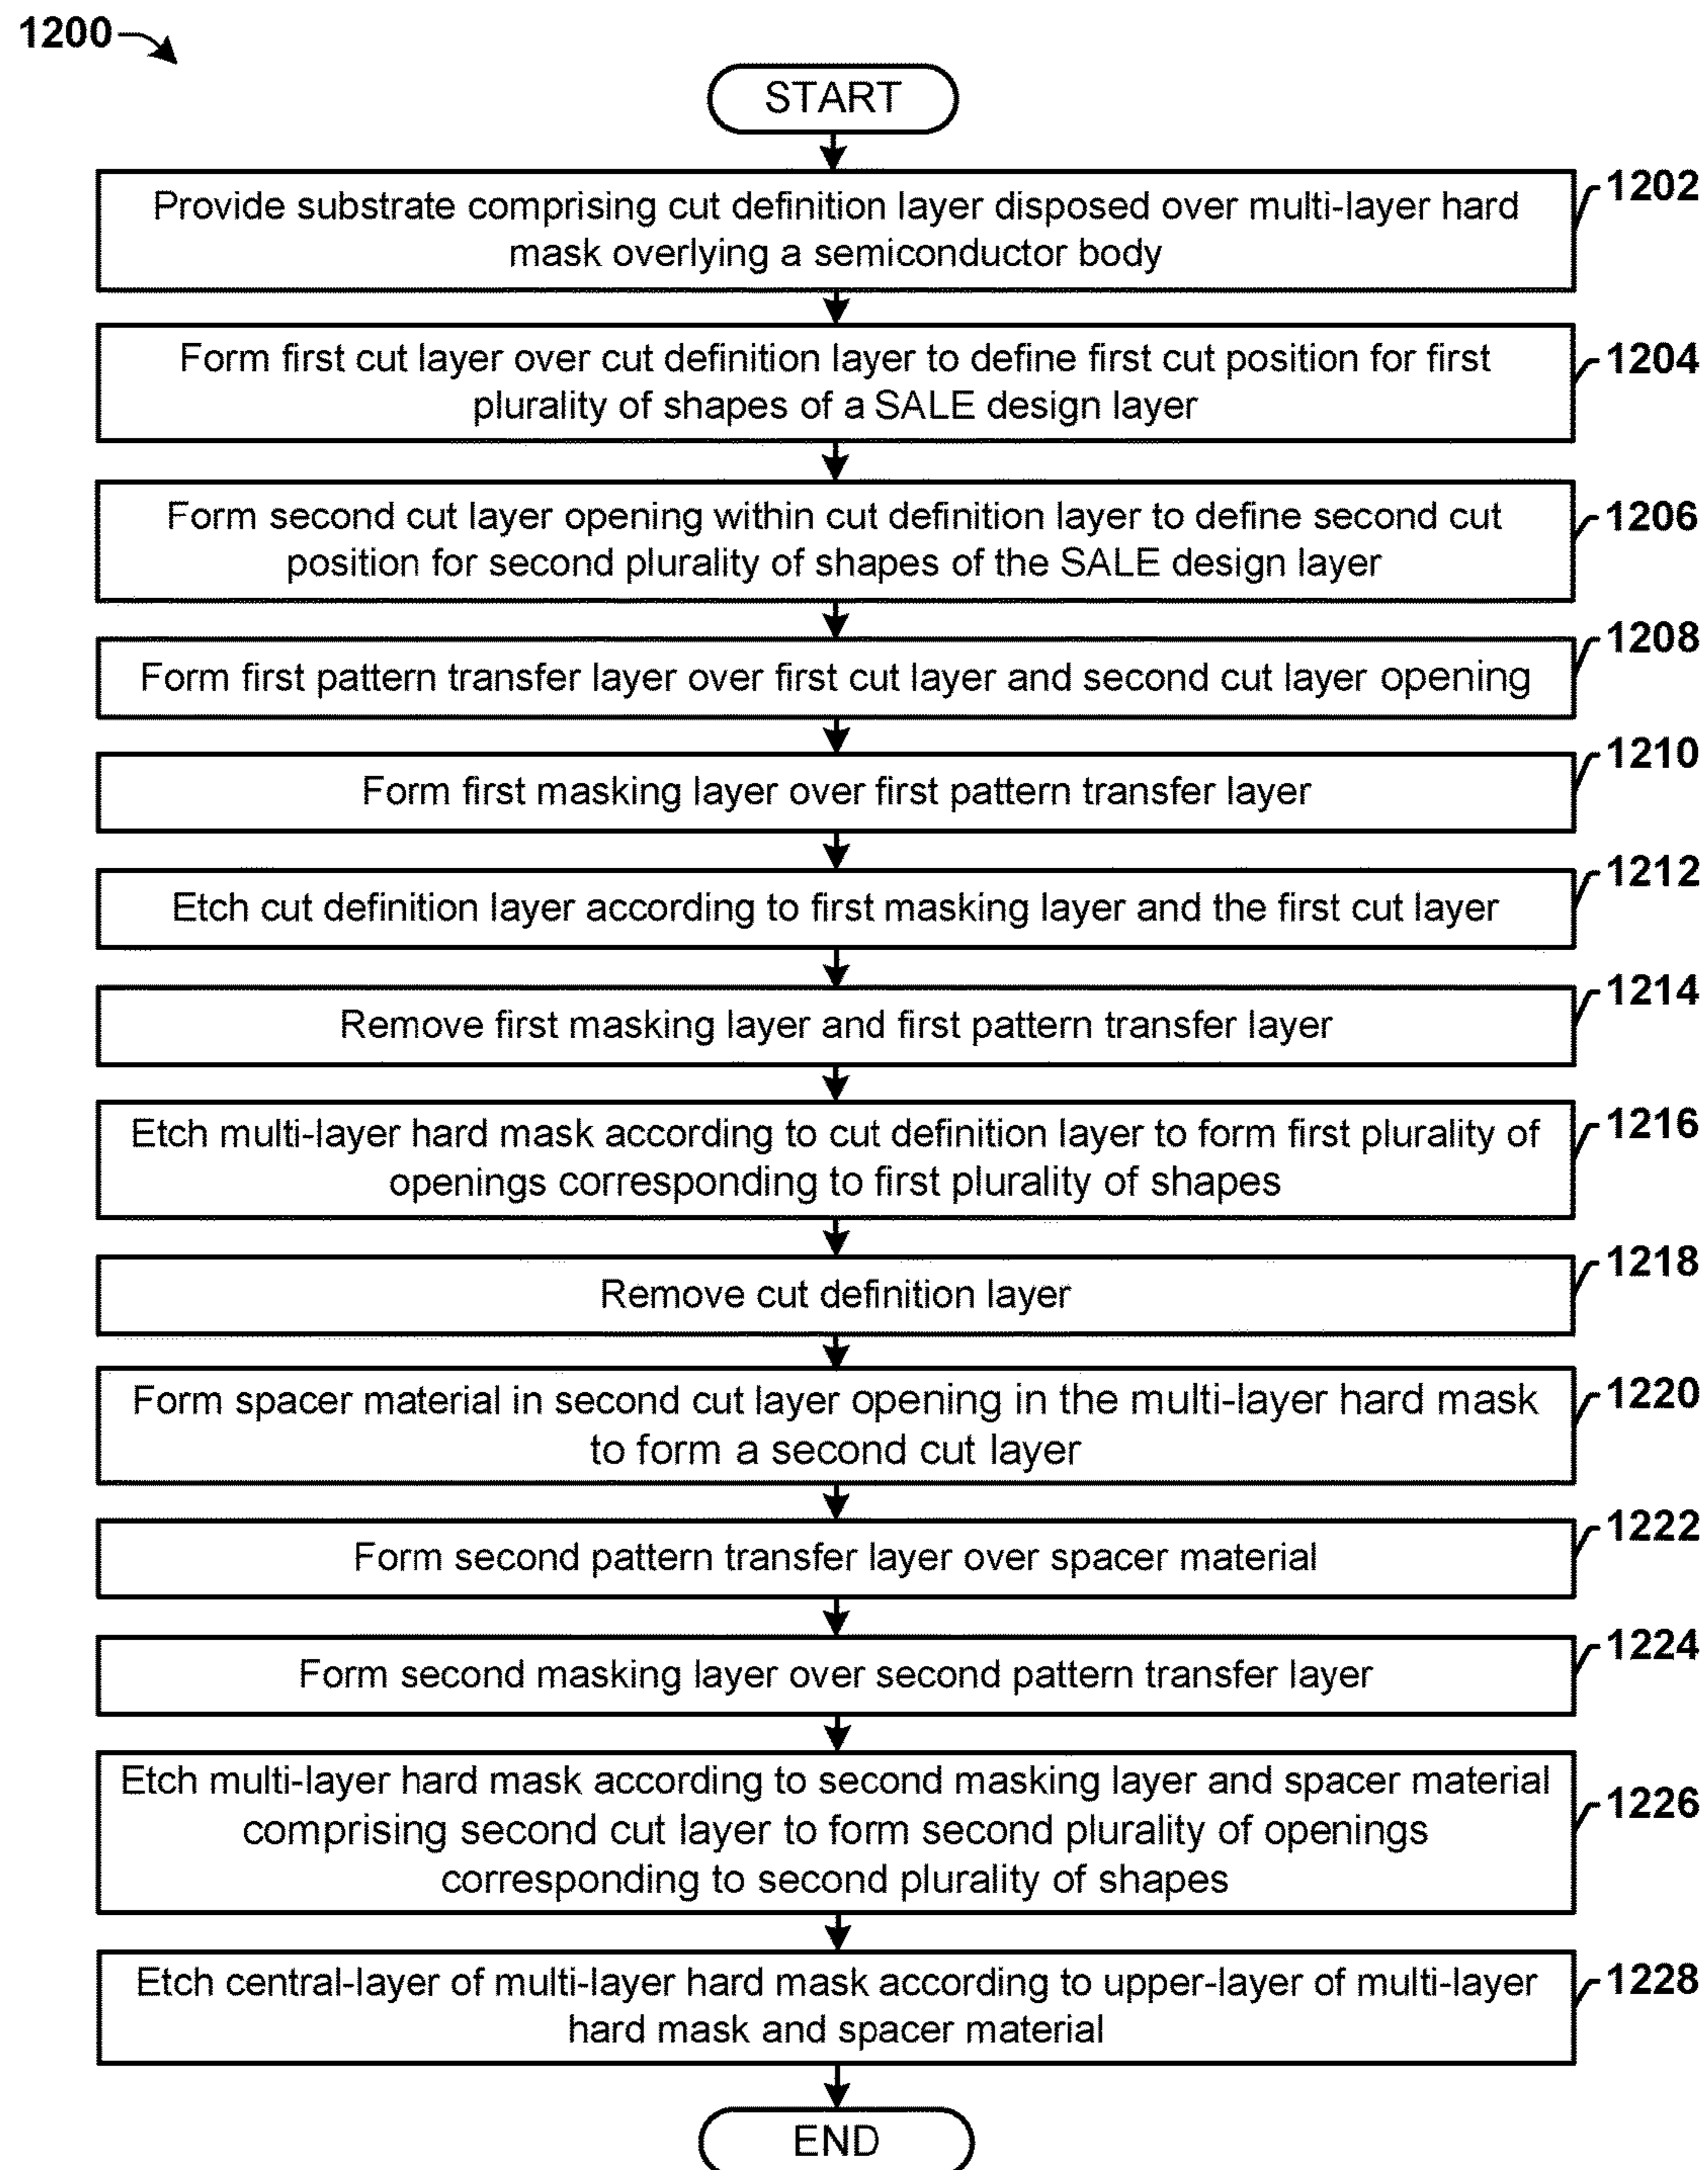 1200
START
Provide substrate comprising cut definition layer disposed over multi-layer hard
mask overlying a semiconductor body
1202
Form first cut layer over cut definition layer to define first cut position for first
plurality of shapes of a SALE design layer
1204
Form second cut layer opening within cut definition layer to define second cut
position for second plurality of shapes of the SALE design layer
1206
Form first pattern transfer layer over first cut layer and second cut layer opening
1208
Form first masking layer over first pattern transfer layer
1210
Etch cut definition layer according to first masking layer and the first cut layer
1212
Remove first masking layer and first pattern transfer layer
1214
Etch multi-layer hard mask according to cut definition layer to form first plurality of
openings corresponding to first plurality of shapes
1216
Remove cut definition layer
1218
Form spacer material in second cut layer opening in the multi-layer hard mask
to form a second cut layer
1220
Form second pattern transfer layer over spacer material
1222
Form second masking layer over second pattern transfer layer
1224
Etch multi-layer hard mask according to second masking layer and spacer material
comprising second cut layer to form second plurality of openings
corresponding to second plurality of shapes
1226
Etch central-layer of multi-layer hard mask according to upper-layer of multi-layer
hard mask and spacer material
1228
END